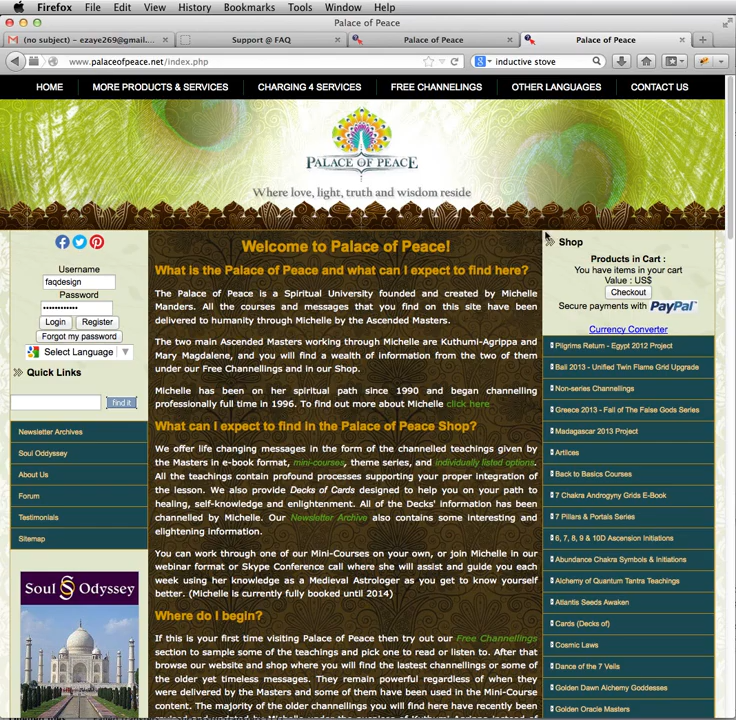 Firefox File Edit View History Bookmarks Tools Window Help
Palace of Peace
(no subject) - ezaye269@gmail....
Support @ FAQ
Palace of Peace
Palace of Peace
www.palaceofpeace.net/index.php
inductive stove
HOME MORE PRODUCTS & SERVICES CHARGING 4 SERVICES FREE CHANNELINGS OTHER LANGUAGES CONTACT US
PALACE OF PEACE
Where love, light, truth and wisdom reside
Username
faqdesign
Password
Login Register
Forgot my password
Select Language
Quick Links
find it
Newsletter Archives
Soul Oddyssey
About Us
Forum
Testimonials
Sitemap
Soul Odyssey
Welcome to Palace of Peace!
What is the Palace of Peace and what can I expect to find here?
The Palace of Peace is a Spiritual University founded and created by Michelle
Manders. All the courses and messages that you find on this site have been
delivered to humanity through Michelle by the Ascended Masters.
The two main Ascended Masters working through Michelle are Kuthumi-Agrippa and
Mary Magdalene, and you will find a wealth of information from the two of them
under our Free Channellings and in our Shop.
Michelle has been on her spiritual path since 1990 and began channelling
professionally full time in 1996. To find out more about Michelle click here
What can I expect to find in the Palace of Peace Shop?
We offer life changing messages in the form of the channelled teachings given by
the Masters in e-book format, mini-courses, theme series, and individually listed options.
All the teachings contain profound processes supporting your proper integration of
the lesson. We also provide Decks of Cards designed to help you on your path to
healing, self-knowledge and enlightenment. All of the Decks' information has been
channelled by Michelle. Our Newsletter Archive also contains some interesting and
enlightening information.
You can work through one of our Mini-Courses on your own, or join Michelle in our
webinar format or Skype Conference call where she will assist and guide you each
week using her knowledge as a Medieval Astrologer as you get to know yourself
better. (Michelle is currently fully booked until 2014)
Where do I begin?
If this is your first time visiting Palace of Peace then try out our Free Channellings
section to sample some of the teachings and pick one to read or listen to. After that
browse our website and shop where you will find the lastest channellings or some of
the older yet timeless messages. They remain powerful regardless of when they
were delivered by the Masters and some of them have been used in the Mini-Course
content. The majority of the older channellings you will find here have recently been
Shop
Products in Cart :
You have items in your cart
Value : US$
Checkout
Secure payments with PayPal
Currency Converter
Pilgrims Return - Egypt 2012 Project
Bali 2013 - Unified Twin Flame Grid Upgrade
Non-series Channellings
Greece 2013 - Fall of The False Gods Series
Madagascar 2013 Project
Articles
Back to Basics Courses
7 Chakra Androgyny Grids E-Book
7 Pillars & Portals Series
6, 7, 8, 9 & 10D Ascension Initiations
Abundance Chakra Symbols & Initiations
Alchemy of Quantum Tantra Teachings
Atlantis Seeds Awaken
Cards (Decks of)
Cosmic Laws
Dance of the 7 Veils
Golden Dawn Alchemy Goddesses
Golden Oracle Masters